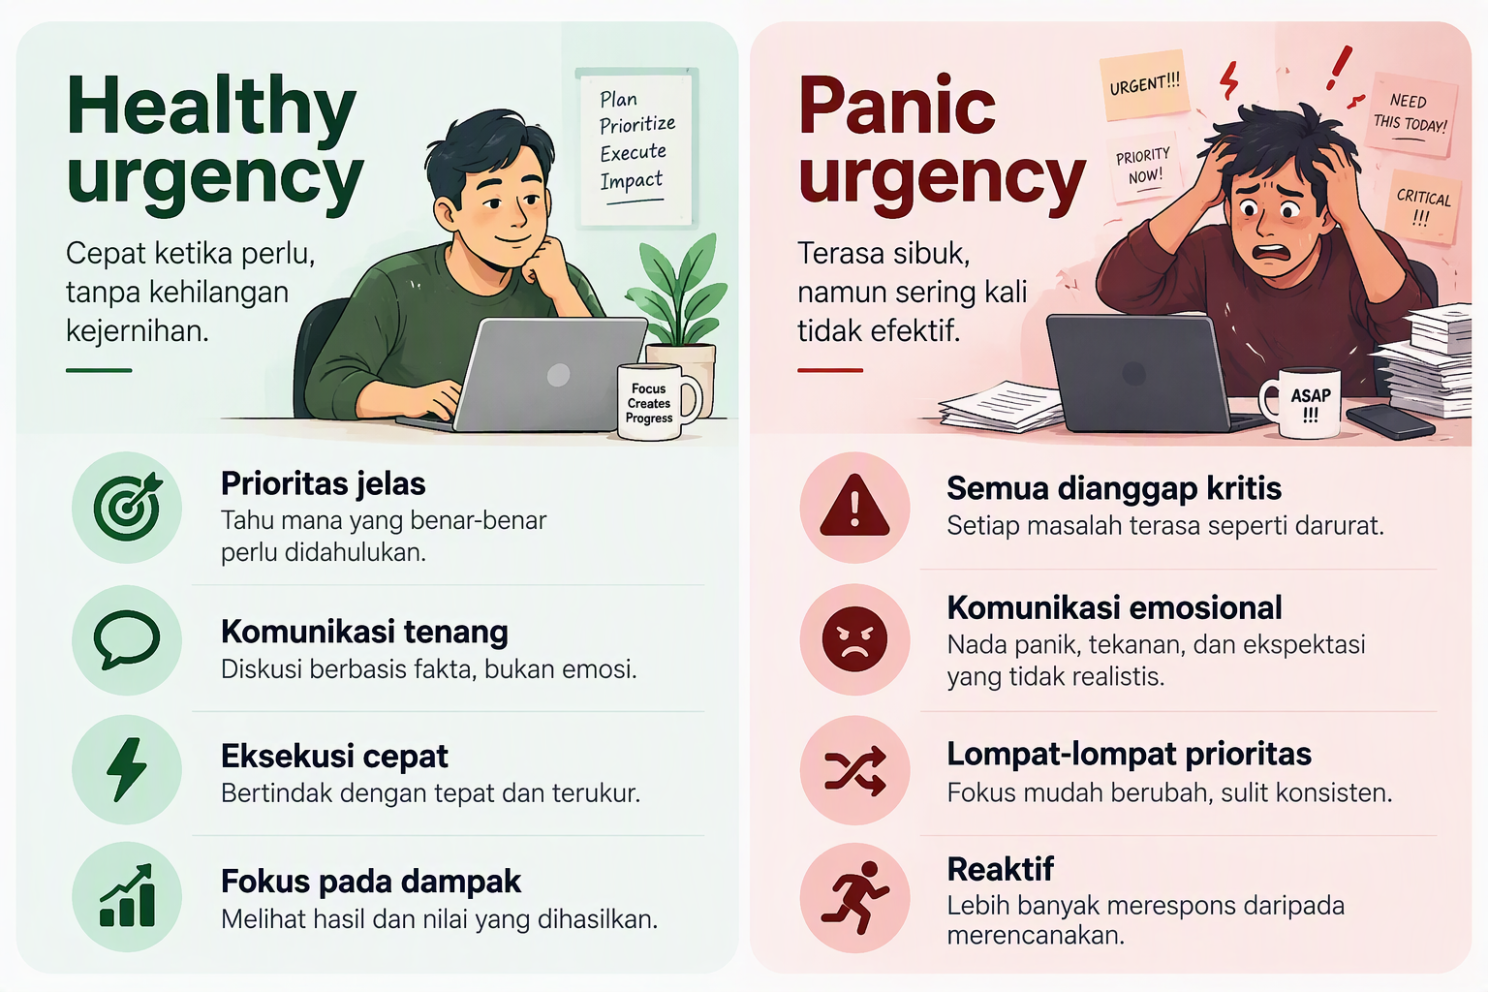 Healthy
urgency
Cepat ketika perlu,
tanpa kehilangan
kejernihan.
Plan
Prioritize
Execute
Impact
Focus
Creates
Progress
Prioritas jelas
Tahu mana yang benar-benar
perlu didahulukan.
Komunikasi tenang
Diskusi berbasis fakta, bukan emosi.
Eksekusi cepat
Bertindak dengan tepat dan terukur.
Fokus pada dampak
Melihat hasil dan nilai yang dihasilkan.
Panic
urgency
Terasa sibuk,
namun sering kali
tidak efektif.
URGENT!!!
PRIORITY
NOW!
NEED
THIS TODAY!
CRITICAL
!!!
ASAP
!!!
Semua dianggap kritis
Setiap masalah terasa seperti darurat.
Komunikasi emosional
Nada panik, tekanan, dan ekspektasi
yang tidak realistis.
Lompat-lompat prioritas
Fokus mudah berubah, sulit konsisten.
Reaktif
Lebih banyak merespons daripada
merencanakan.